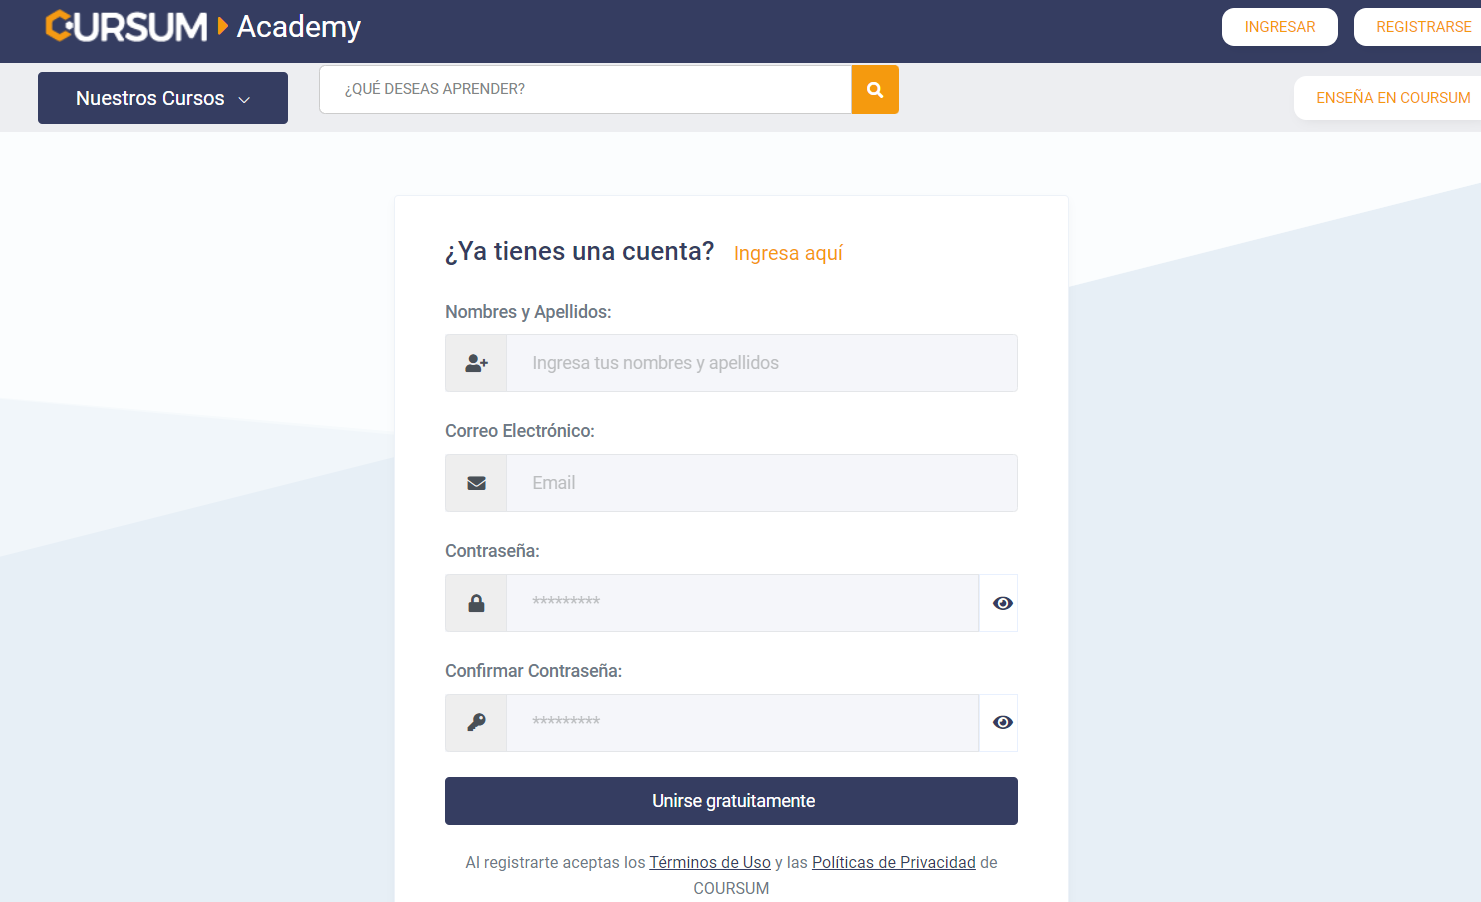 CURSUM Academy
INGRESAR
REGISTRARSE
Nuestros Cursos
¿QUÉ DESEAS APRENDER?
ENSEÑA EN COURSUM
¿Ya tienes una cuenta? Ingresa aquí
Nombres y Apellidos:
Ingresa tus nombres y apellidos
Correo Electrónico:
Email
Contraseña:
*********
Confirmar Contraseña:
*********
Unirse gratuitamente
Al registrarte aceptas los Términos de Uso y las Políticas de Privacidad de
COURSUM